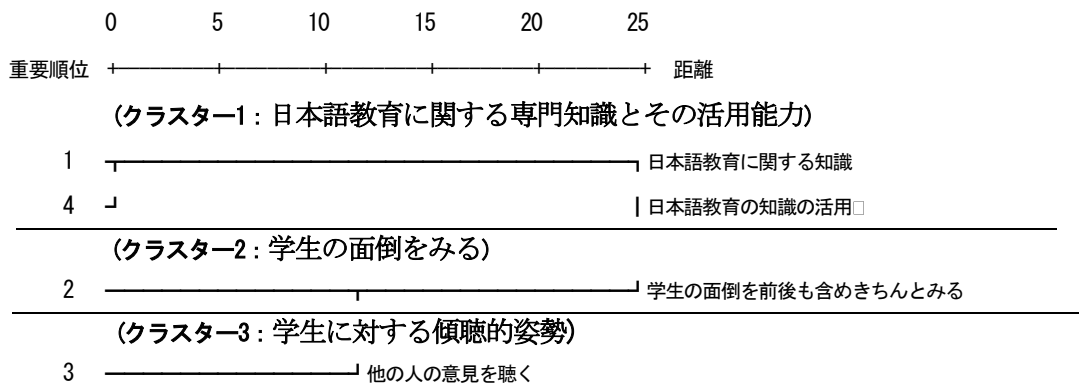 0 5 10 15 20 25
重要順位 距離
(クラスター1：日本語教育に関する専門知識とその活用能力)
1 日本語教育に関する知識
4 日本語教育の知識の活用
(クラスター2：学生の面倒をみる)
2 学生の面倒を前後も含めきちんとみる
(クラスター3：学生に対する傾聴的姿勢)
3 他の人の意見を聴く